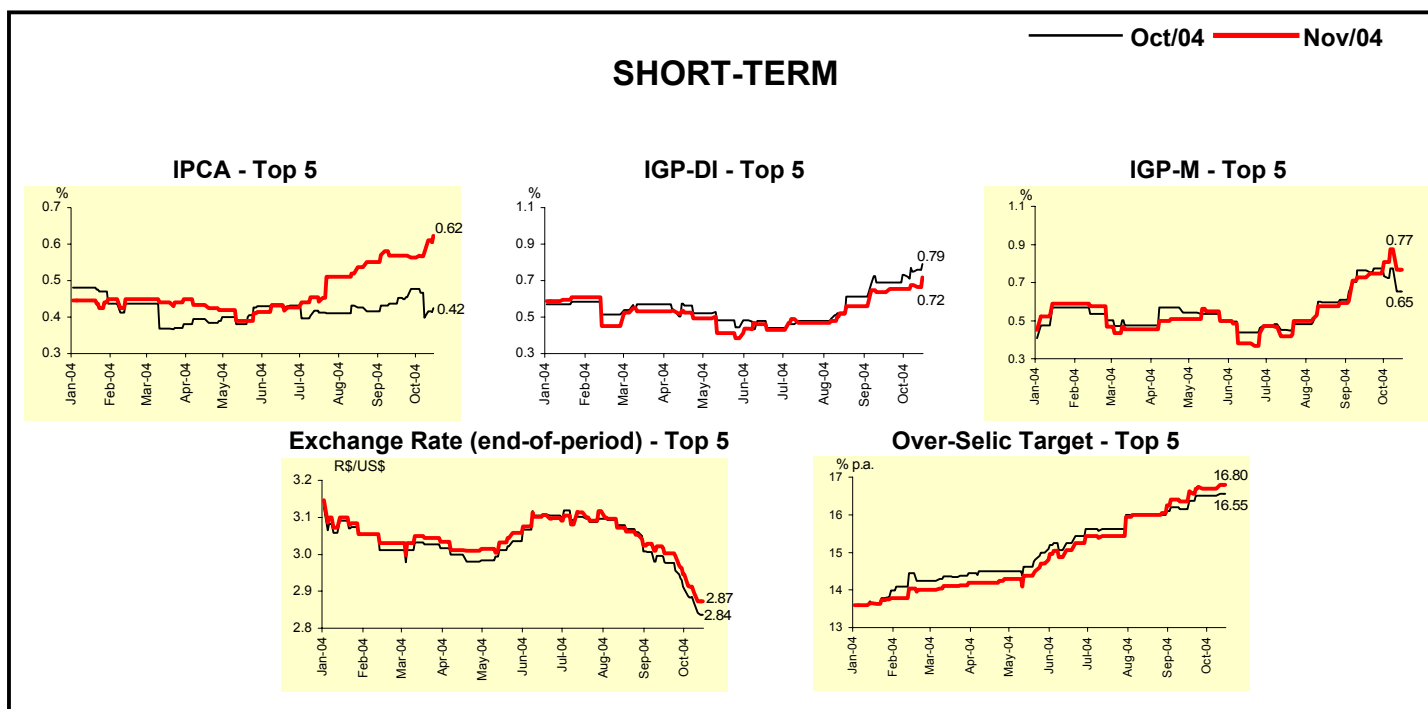 Oct/04 Nov/04
SHORT-TERM
IPCA - Top 5
%
0.7
0.6
0.5
0.4
0.3
0.62
0.42
Jan-04 Feb-04 Mar-04 Apr-04 May-04 Jun-04 Jul-04 Aug-04 Sep-04 Oct-04
IGP-DI - Top 5
%
1.1
0.9
0.7
0.5
0.3
0.79
0.72
Jan-04 Feb-04 Mar-04 Apr-04 May-04 Jun-04 Jul-04 Aug-04 Sep-04 Oct-04
IGP-M - Top 5
%
1.1
0.9
0.7
0.5
0.3
0.77
0.65
Jan-04 Feb-04 Mar-04 Apr-04 May-04 Jun-04 Jul-04 Aug-04 Sep-04 Oct-04
Exchange Rate (end-of-period) - Top 5
R$/US$
3.2
3.1
3.0
2.9
2.8
2.87
2.84
Jan-04 Feb-04 Mar-04 Apr-04 May-04 Jun-04 Jul-04 Aug-04 Sep-04 Oct-04
Over-Selic Target - Top 5
% p.a.
17
16
15
14
13
16.80
16.55
Jan-04 Feb-04 Mar-04 Apr-04 May-04 Jun-04 Jul-04 Aug-04 Sep-04 Oct-04